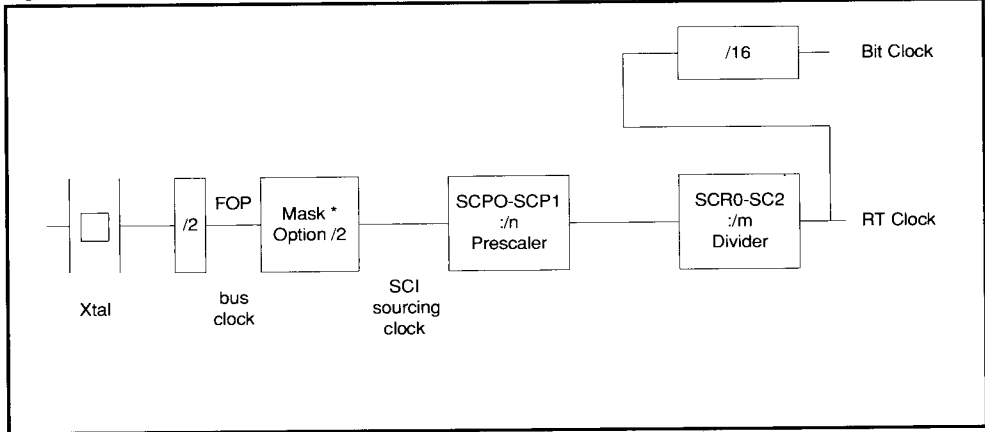 /16
Bit Clock
/2
FOP
Mask *
Option /2
SCPO-SCP1
:/n
Prescaler
SCR0-SC2
:/m
Divider
RT Clock
Xtal
bus
clock
SCI
sourcing
clock